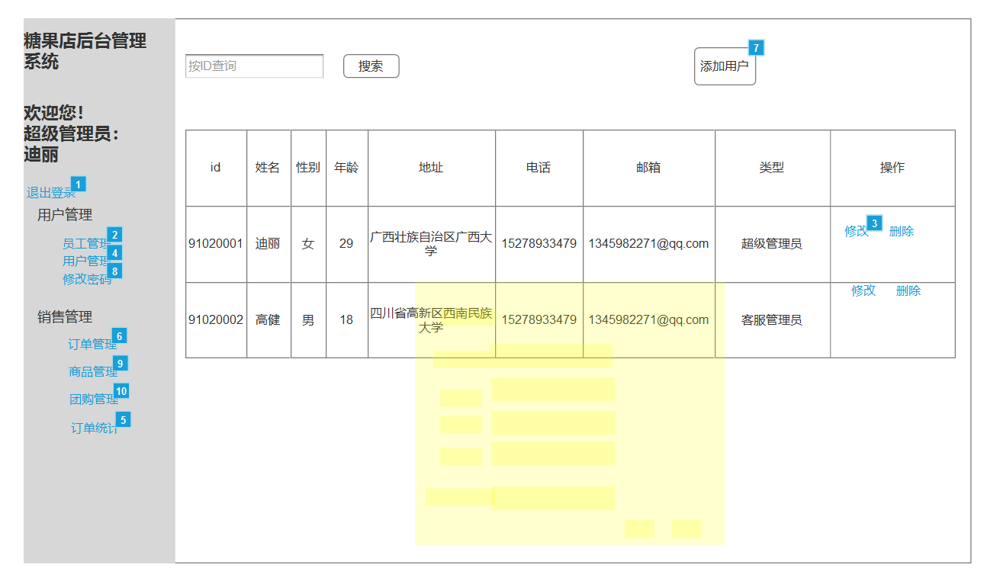 糖果店后台管理
系统
欢迎您！
超级管理员：
迪丽
退出登录 1
用户管理
员工管理 2
用户管理 4
修改密码 8
销售管理
订单管理 6
商品管理 9
团购管理 10
订单统计 5
按ID查询 搜索 添加用户 7
id 姓名 性别 年龄 地址 电话 邮箱 类型 操作
91020001 迪丽 女 29 广西壮族自治区广西大
学 15278933479 1345982271@qq.com 超级管理员 修改 3 删除
91020002 高健 男 18 四川省高新区西南民族
大学 15278933479 1345982271@qq.com 客服管理员 修改 删除